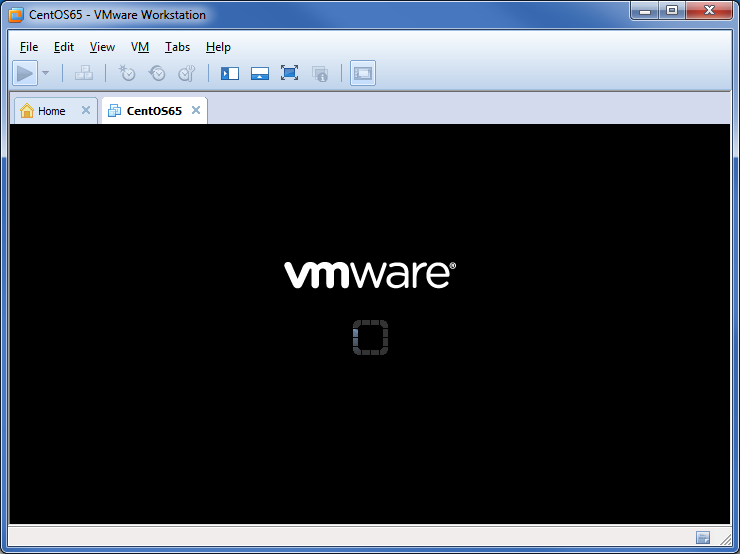 CentOS65 - VMware Workstation
File Edit View VM Tabs Help
Home CentOS65
vmware®